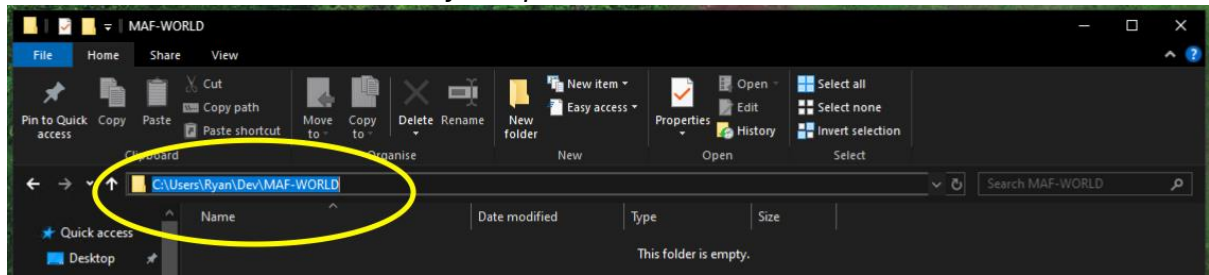 MAF-WORLD
File Home Share View
Pin to Quick access
Copy
Paste
Cut
Copy path
Paste shortcut
Move to
Copy to
Delete
Rename
New folder
New item
Easy access
Properties
Open
Edit
History
Select all
Select none
Invert selection
Clipboard Organise New Open Select
C:\Users\Ryan\Dev\MAF-WORLD
Search MAF-WORLD
Name Date modified Type Size
Quick access
This folder is empty.
Desktop